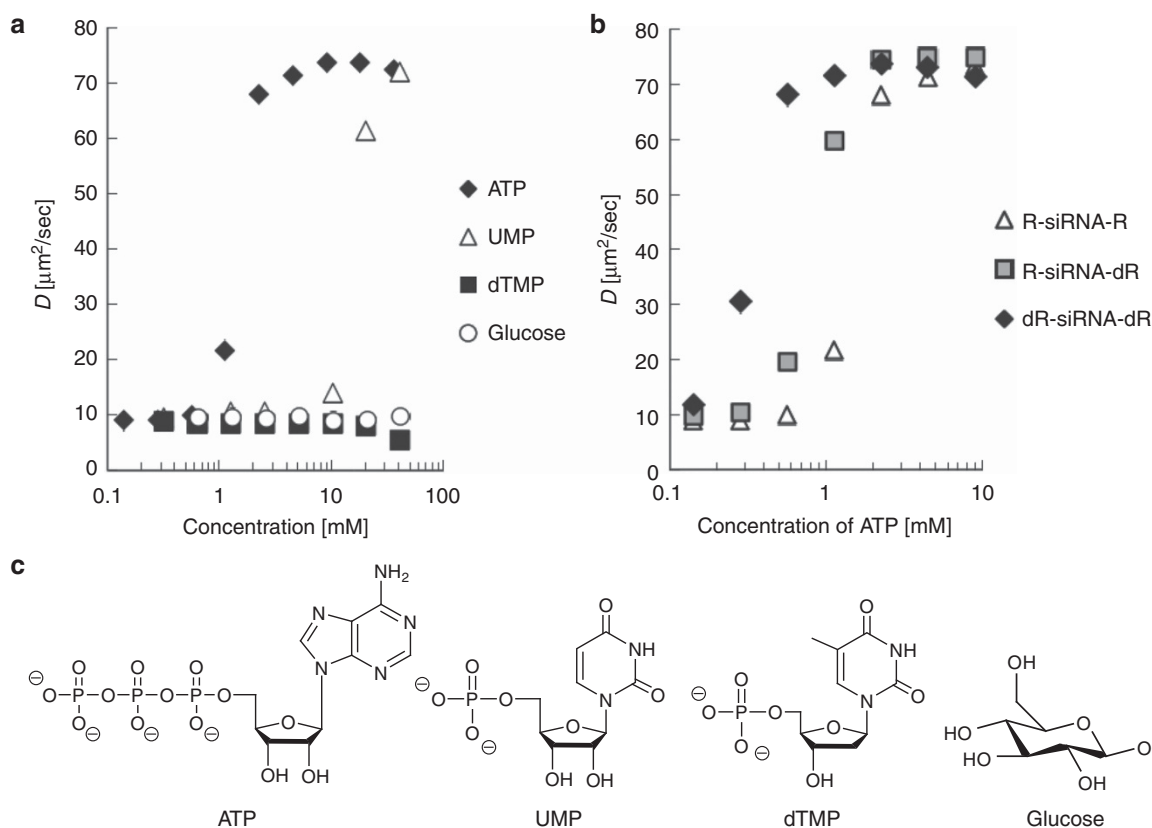 a
80
70
60
50
40
30
20
10
0
D [μm²/sec]
0.1
1
10
100
Concentration [mM]
ATP
UMP
dTMP
Glucose
b
80
70
60
50
40
30
20
10
0
D [μm²/sec]
0.1
1
10
Concentration of ATP [mM]
R-siRNA-R
R-siRNA-dR
dR-siRNA-dR
c
NH₂
N
N
N
N
O
O
O
⊖
O
P
O
P
O
P
O
O
O
O
⊖
⊖
⊖
O
OH
OH
ATP
O
NH
N
O
O
⊖
O
P
O
O
⊖
O
OH
OH
UMP
O
NH
N
O
O
⊖
O
P
O
O
⊖
O
OH
dTMP
OH
HO
O
HO
OH
O
Glucose